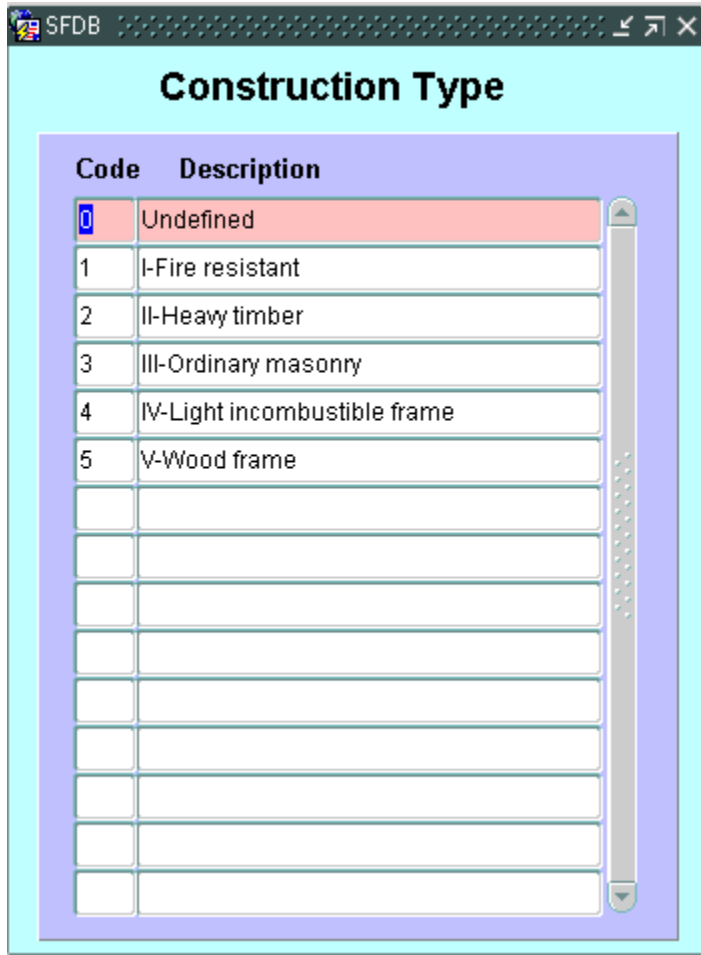 SFDB
Construction Type
Code Description
0 Undefined
1 I-Fire resistant
2 II-Heavy timber
3 III-Ordinary masonry
4 IV-Light incombustible frame
5 V-Wood frame